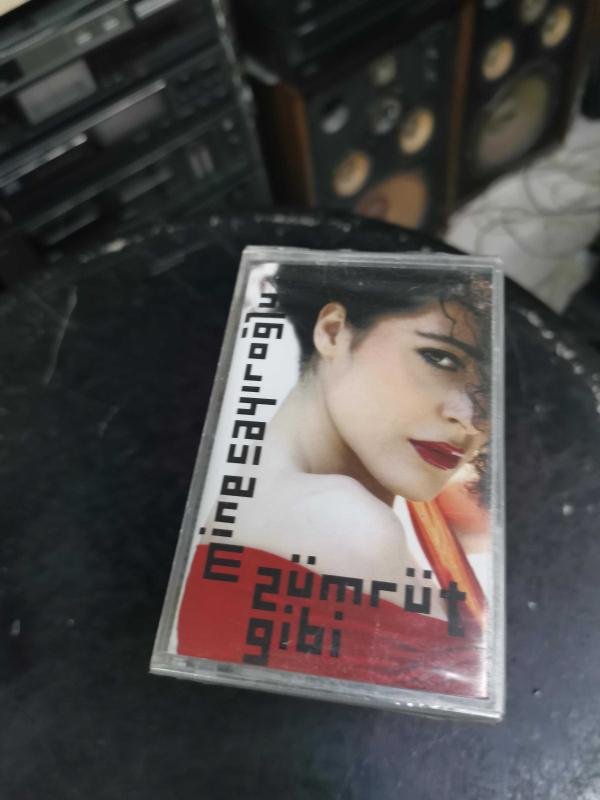 mine sayıroğlu
zümrüt
gibi